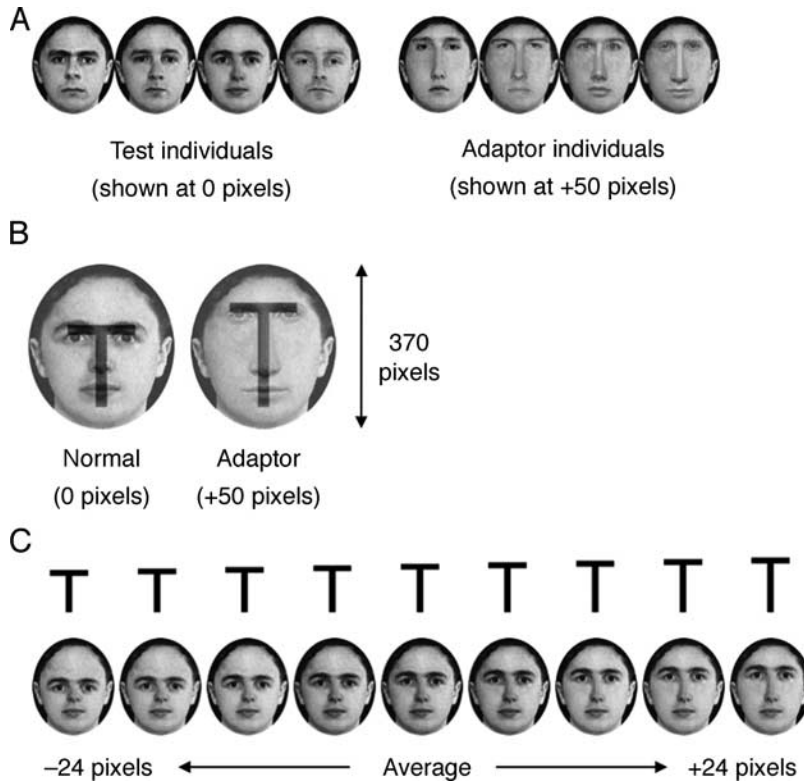 A
Test individuals
(shown at 0 pixels)
Adaptor individuals
(shown at +50 pixels)
B
370
pixels
Normal
(0 pixels)
Adaptor
(+50 pixels)
C
–24 pixels
Average
+24 pixels